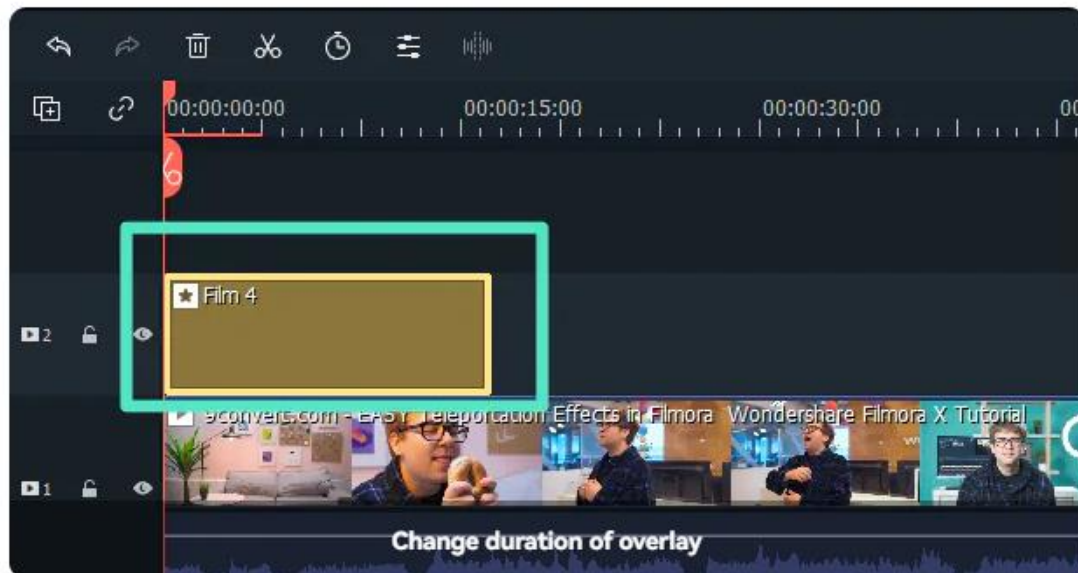 00:00:00:00 00:00:15:00 00:00:30:00 00
Film 4
2
9convert.com - EASY Teleportation Effects in Filmora Wondershare Filmora X Tutorial
1
Change duration of overlay